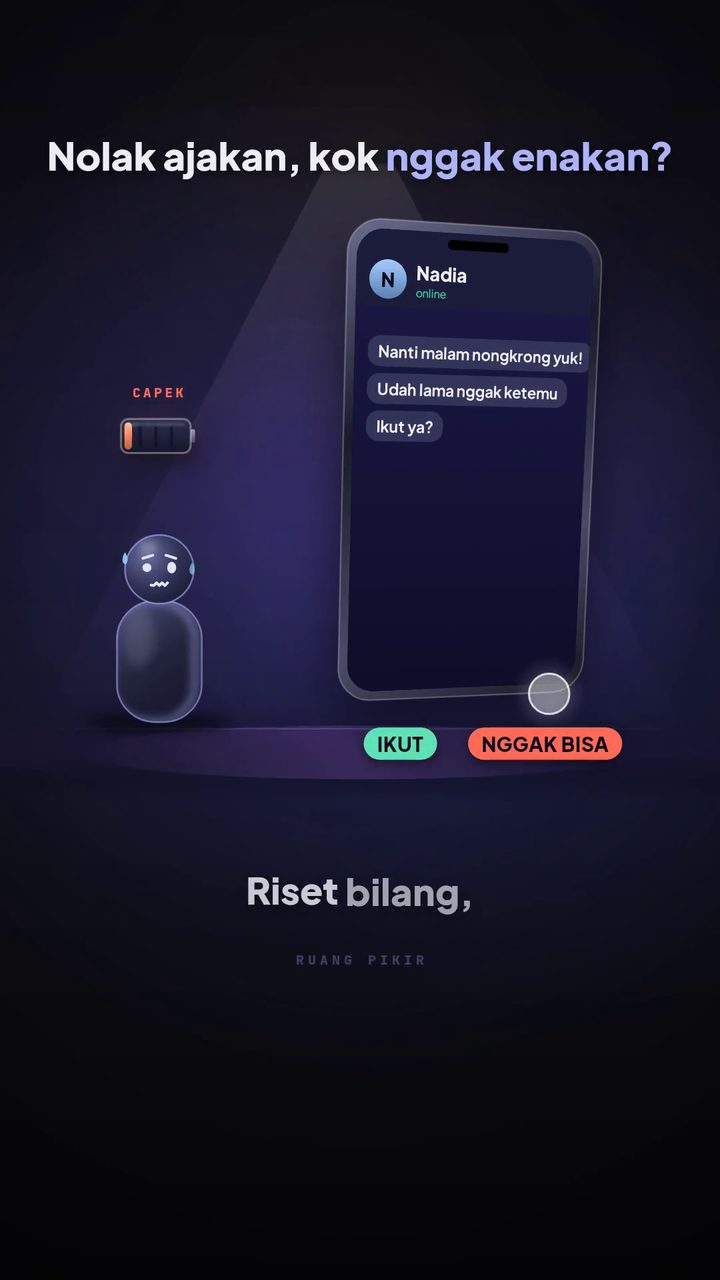 Nolak ajakan, kok nggak enakan?
N
Nadia
online
Nanti malam nongkrong yuk!
Udah lama nggak ketemu
Ikut ya?
CAPEK
IKUT
NGGAK BISA
Riset bilang,
RUANG PIKIR